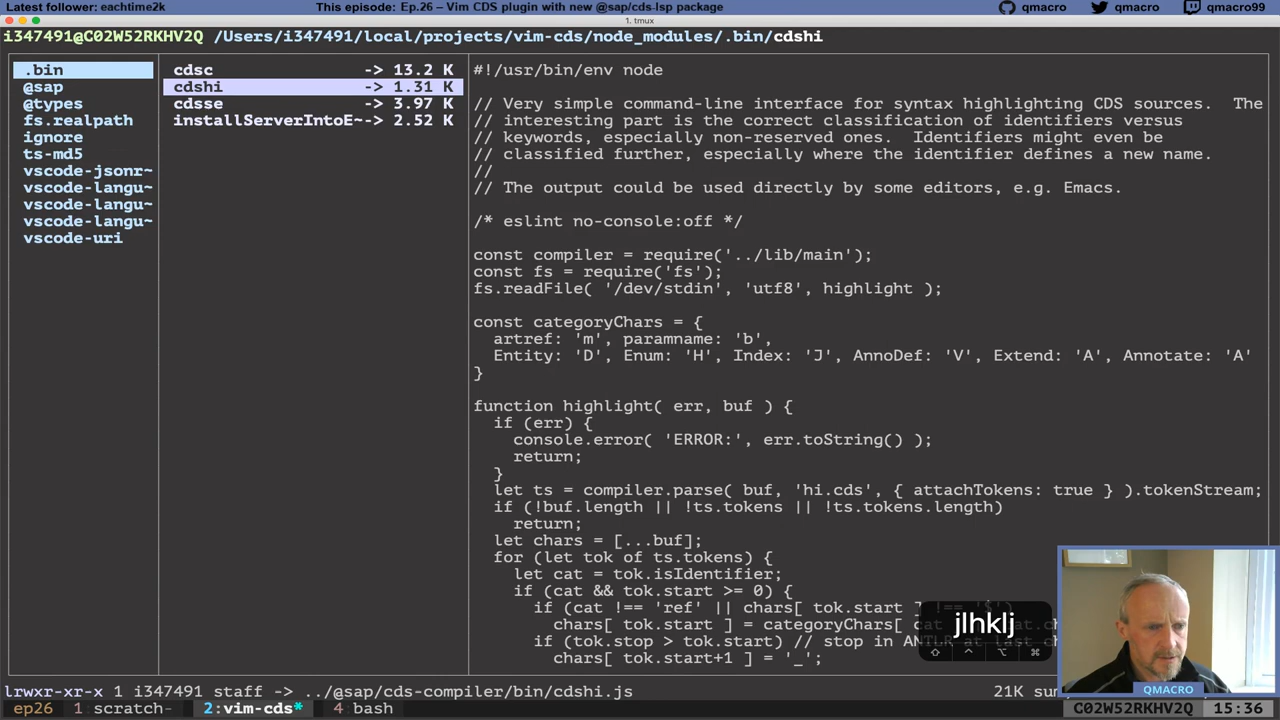 Latest follower: eachtime2k This episode: Ep.26 – Vim CDS plugin with new @sap/cds-lsp package qmacro qmacro qmacro99
1. tmux
i347491@C02W52RKHV2Q /Users/i347491/local/projects/vim-cds/node_modules/.bin/cdshi
.bin cdsc -> 13.2 K #!/usr/bin/env node
@sap cdshi -> 1.31 K
@types cdsse -> 3.97 K // Very simple command-line interface for syntax highlighting CDS sources. The
fs.realpath installServerIntoE~-> 2.52 K // interesting part is the correct classification of identifiers versus
ignore // keywords, especially non-reserved ones. Identifiers might even be
ts-md5 // classified further, especially where the identifier defines a new name.
vscode-jsonr~ //
vscode-langu~ // The output could be used directly by some editors, e.g. Emacs.
vscode-langu~
vscode-langu~ /* eslint no-console:off */
vscode-uri
const compiler = require('../lib/main');
const fs = require('fs');
fs.readFile( '/dev/stdin', 'utf8', highlight );
const categoryChars = {
artref: 'm', paramname: 'b',
Entity: 'D', Enum: 'H', Index: 'J', AnnoDef: 'V', Extend: 'A', Annotate: 'A'
}
function highlight( err, buf ) {
if (err) {
console.error( 'ERROR:', err.toString() );
return;
}
let ts = compiler.parse( buf, 'hi.cds', { attachTokens: true } ).tokenStream;
if (!buf.length || !ts.tokens || !ts.tokens.length)
return;
let chars = [...buf];
for (let tok of ts.tokens) {
let cat = tok.isIdentifier;
if (cat && tok.start >= 0) {
if (cat !== 'ref' || chars[ tok.start ] !== '$')
chars[ tok.start ] = categoryChars[ cat
if (tok.stop > tok.start) // stop in ANTLR at last
chars[ tok.start+1 ] = '_';
jlhklj
⇧ ^ ⌥ ⌘
QMACRO
lrwxr-xr-x 1 i347491 staff -> ../@sap/cds-compiler/bin/cdshi.js 21K
ep26 1:scratch- 2:vim-cds* 4:bash C02W52RKHV2Q 15:36